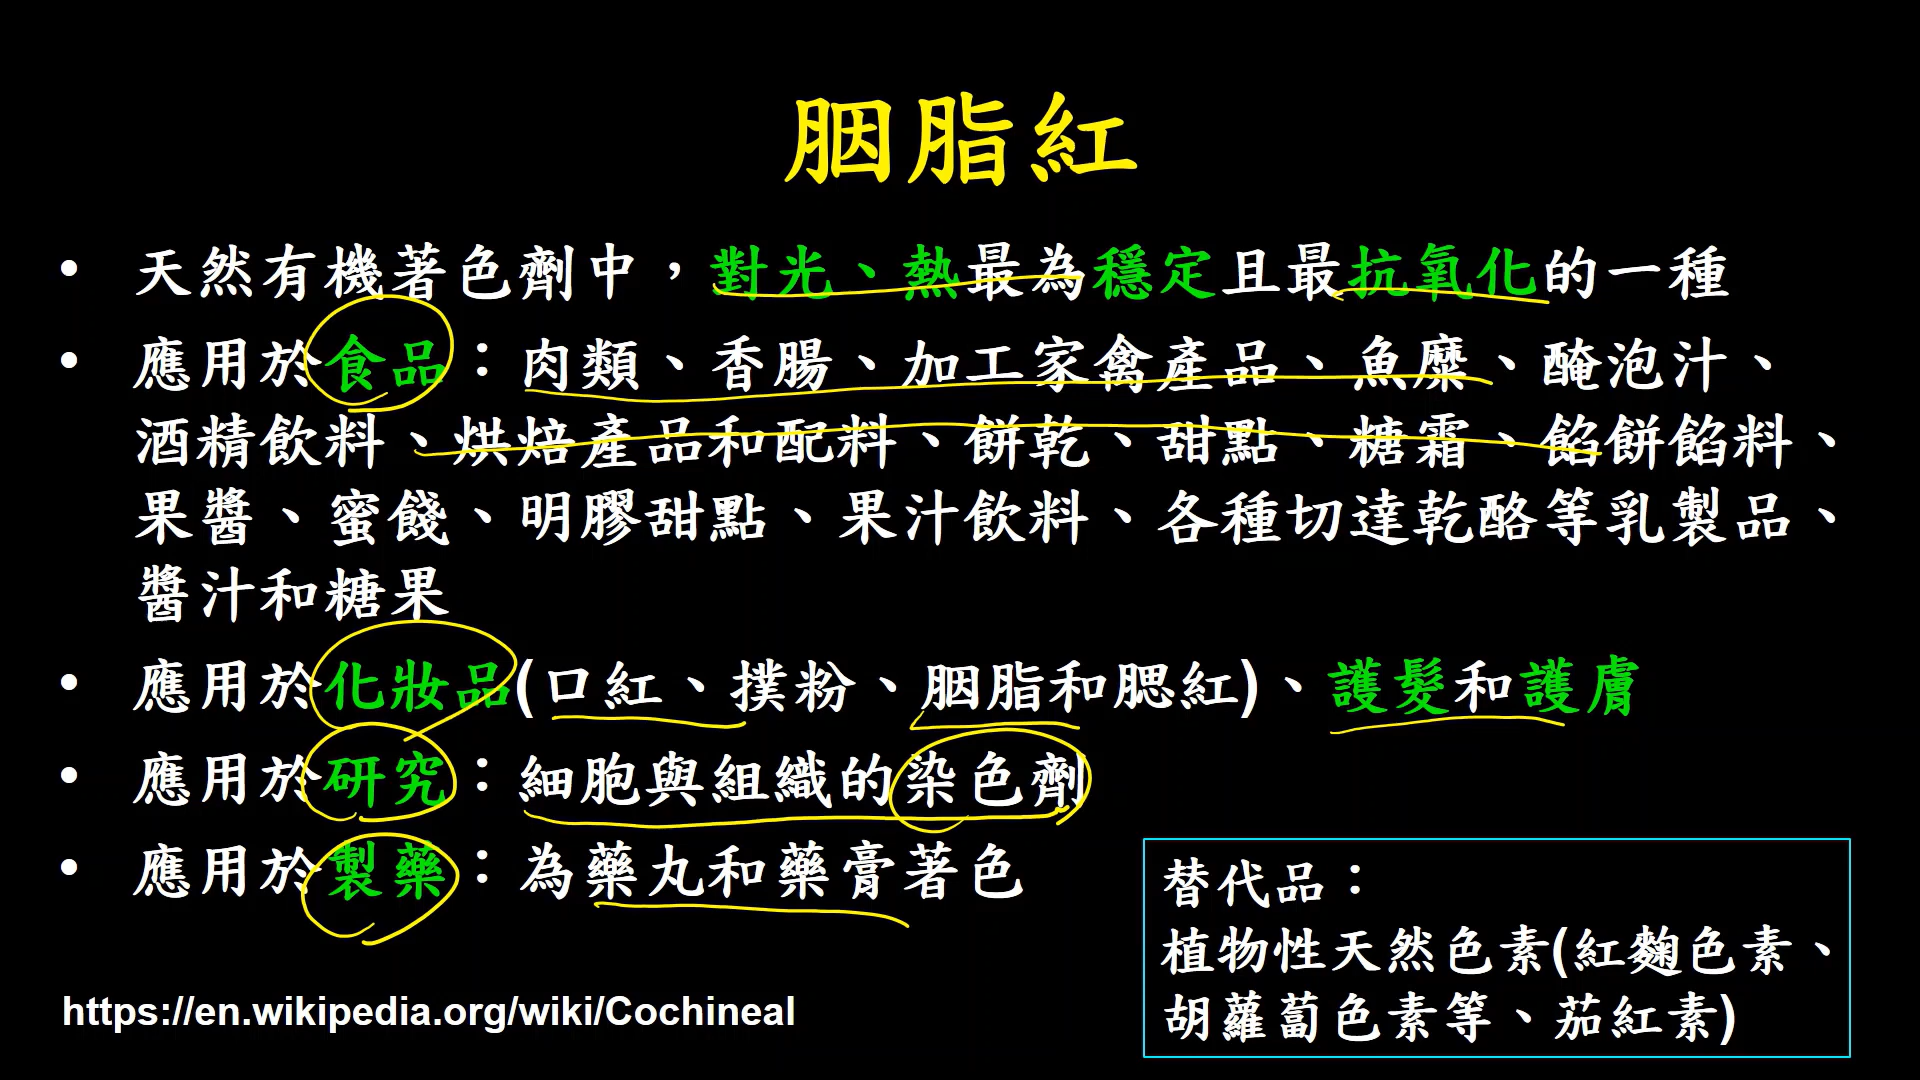 胭脂紅
• 天然有機著色劑中，對光、熱最為穩定且最抗氧化的一種
• 應用於食品：肉類、香腸、加工家禽產品、魚糜、醃泡汁、
酒精飲料、烘焙產品和配料、餅乾、甜點、糖霜、餡餅餡料、
果醬、蜜餞、明膠甜點、果汁飲料、各種切達乾酪等乳製品、
醬汁和糖果
• 應用於化妝品(口紅、撲粉、胭脂和腮紅)、護髮和護膚
• 應用於研究：細胞與組織的染色劑
• 應用於製藥：為藥丸和藥膏著色
替代品：
植物性天然色素(紅麴色素、
胡蘿蔔色素等、茄紅素)
https://en.wikipedia.org/wiki/Cochineal